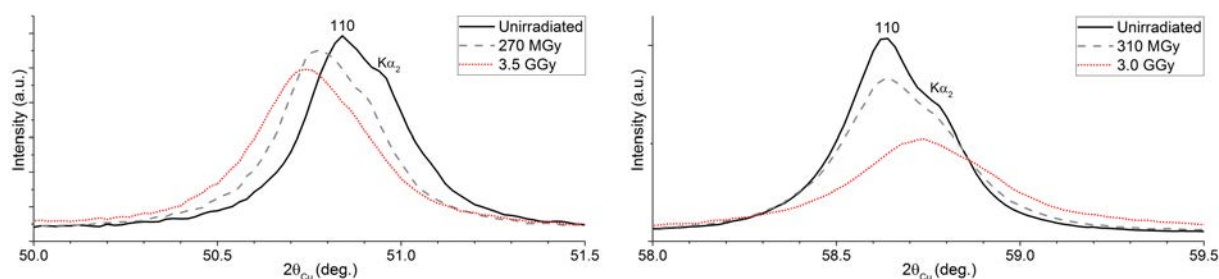 110
Kα₂
Unirradiated
270 MGy
3.5 GGy
Intensity (a.u.)
50.0 50.5 51.0 51.5
2θCu (deg.)
110
Kα₂
Unirradiated
310 MGy
3.0 GGy
Intensity (a.u.)
58.0 58.5 59.0 59.5
2θCu (deg.)